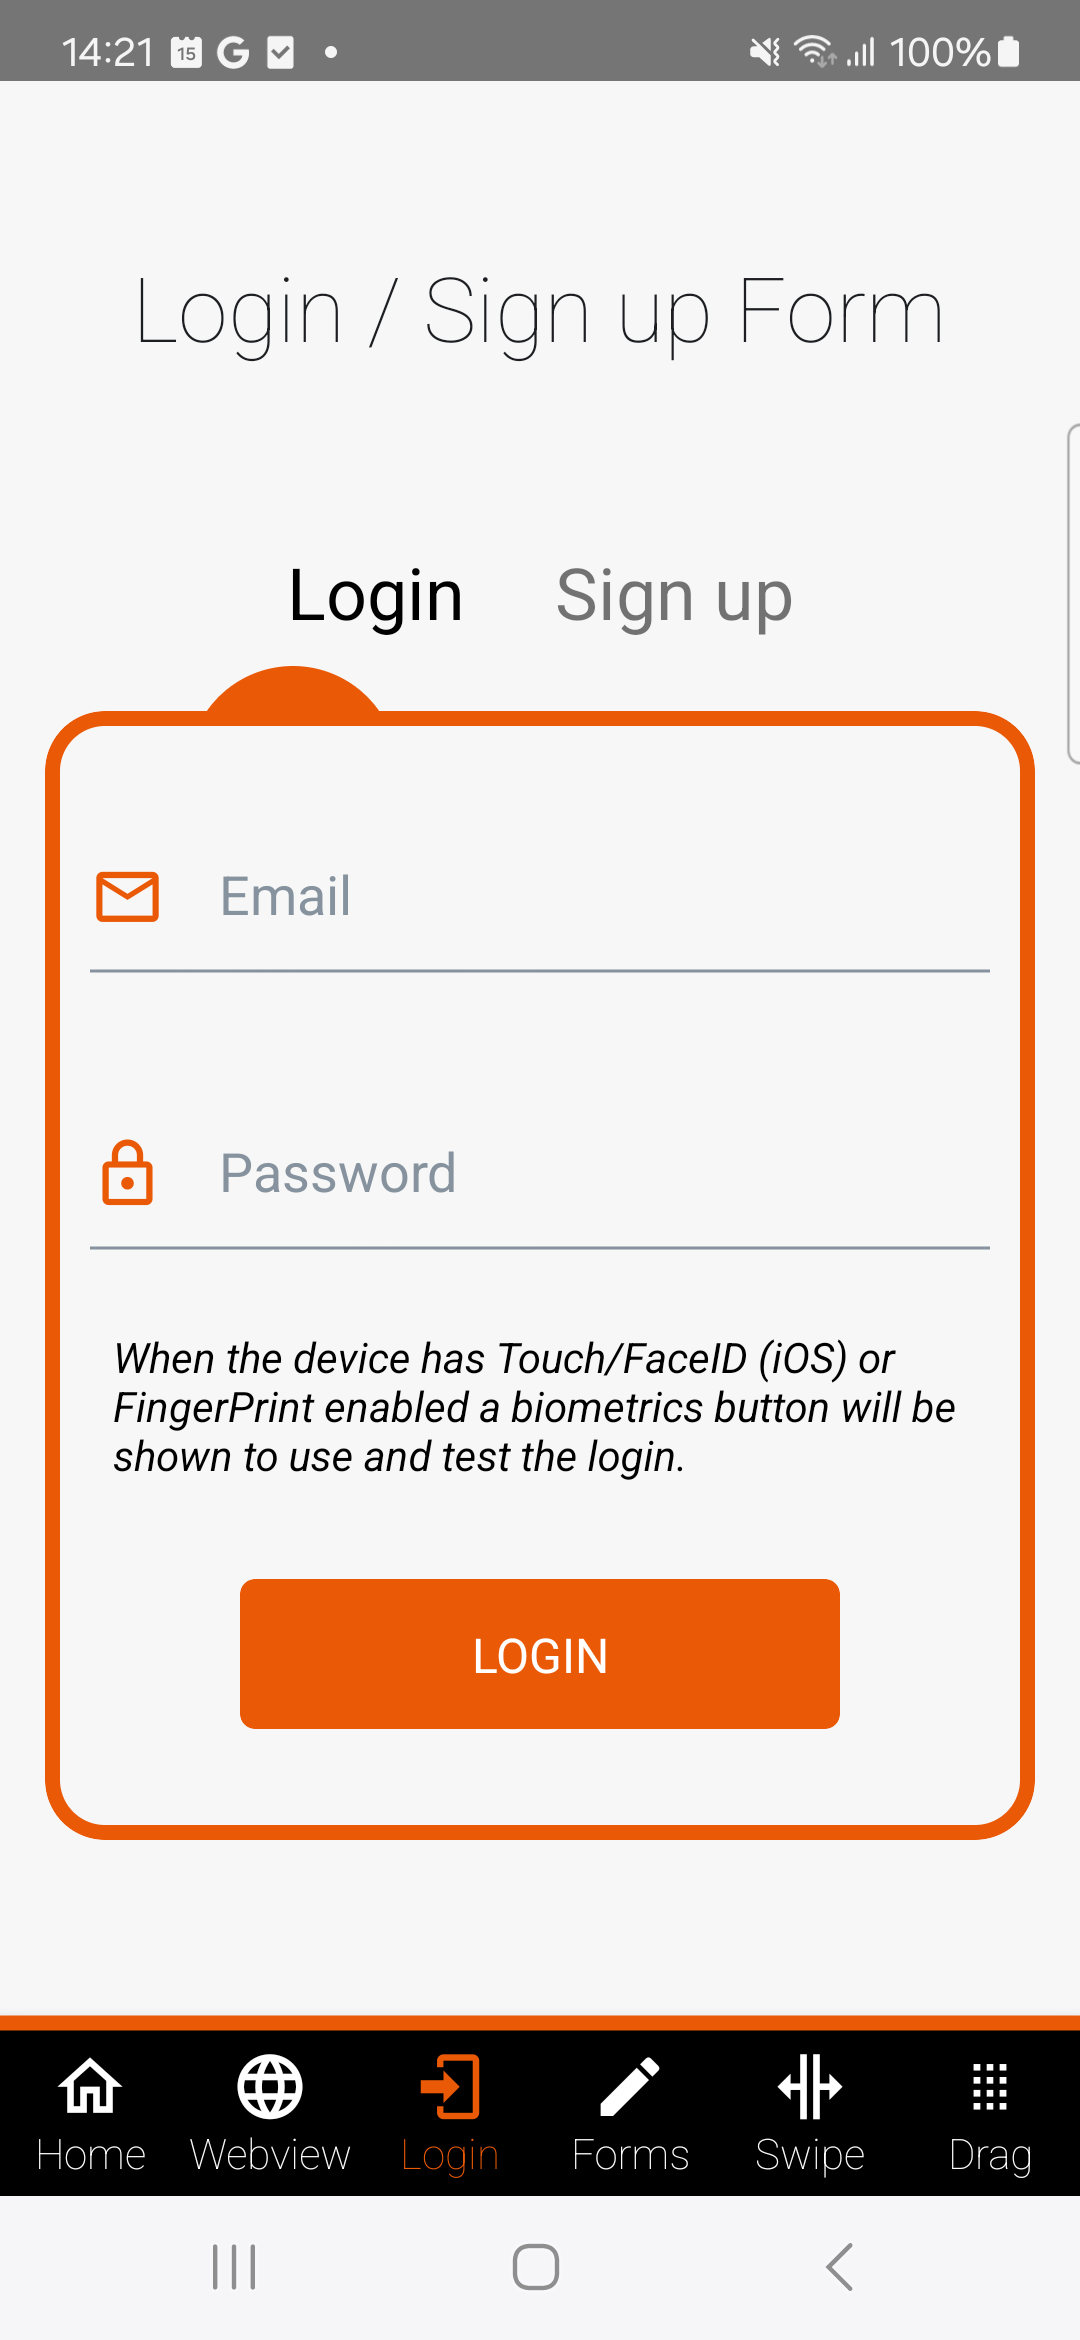 14:21 15 G 100%
Login / Sign up Form
Login Sign up
Email
Password
When the device has Touch/FaceID (iOS) or
FingerPrint enabled a biometrics button will be
shown to use and test the login.
LOGIN
Home Webview Login Forms Swipe Drag